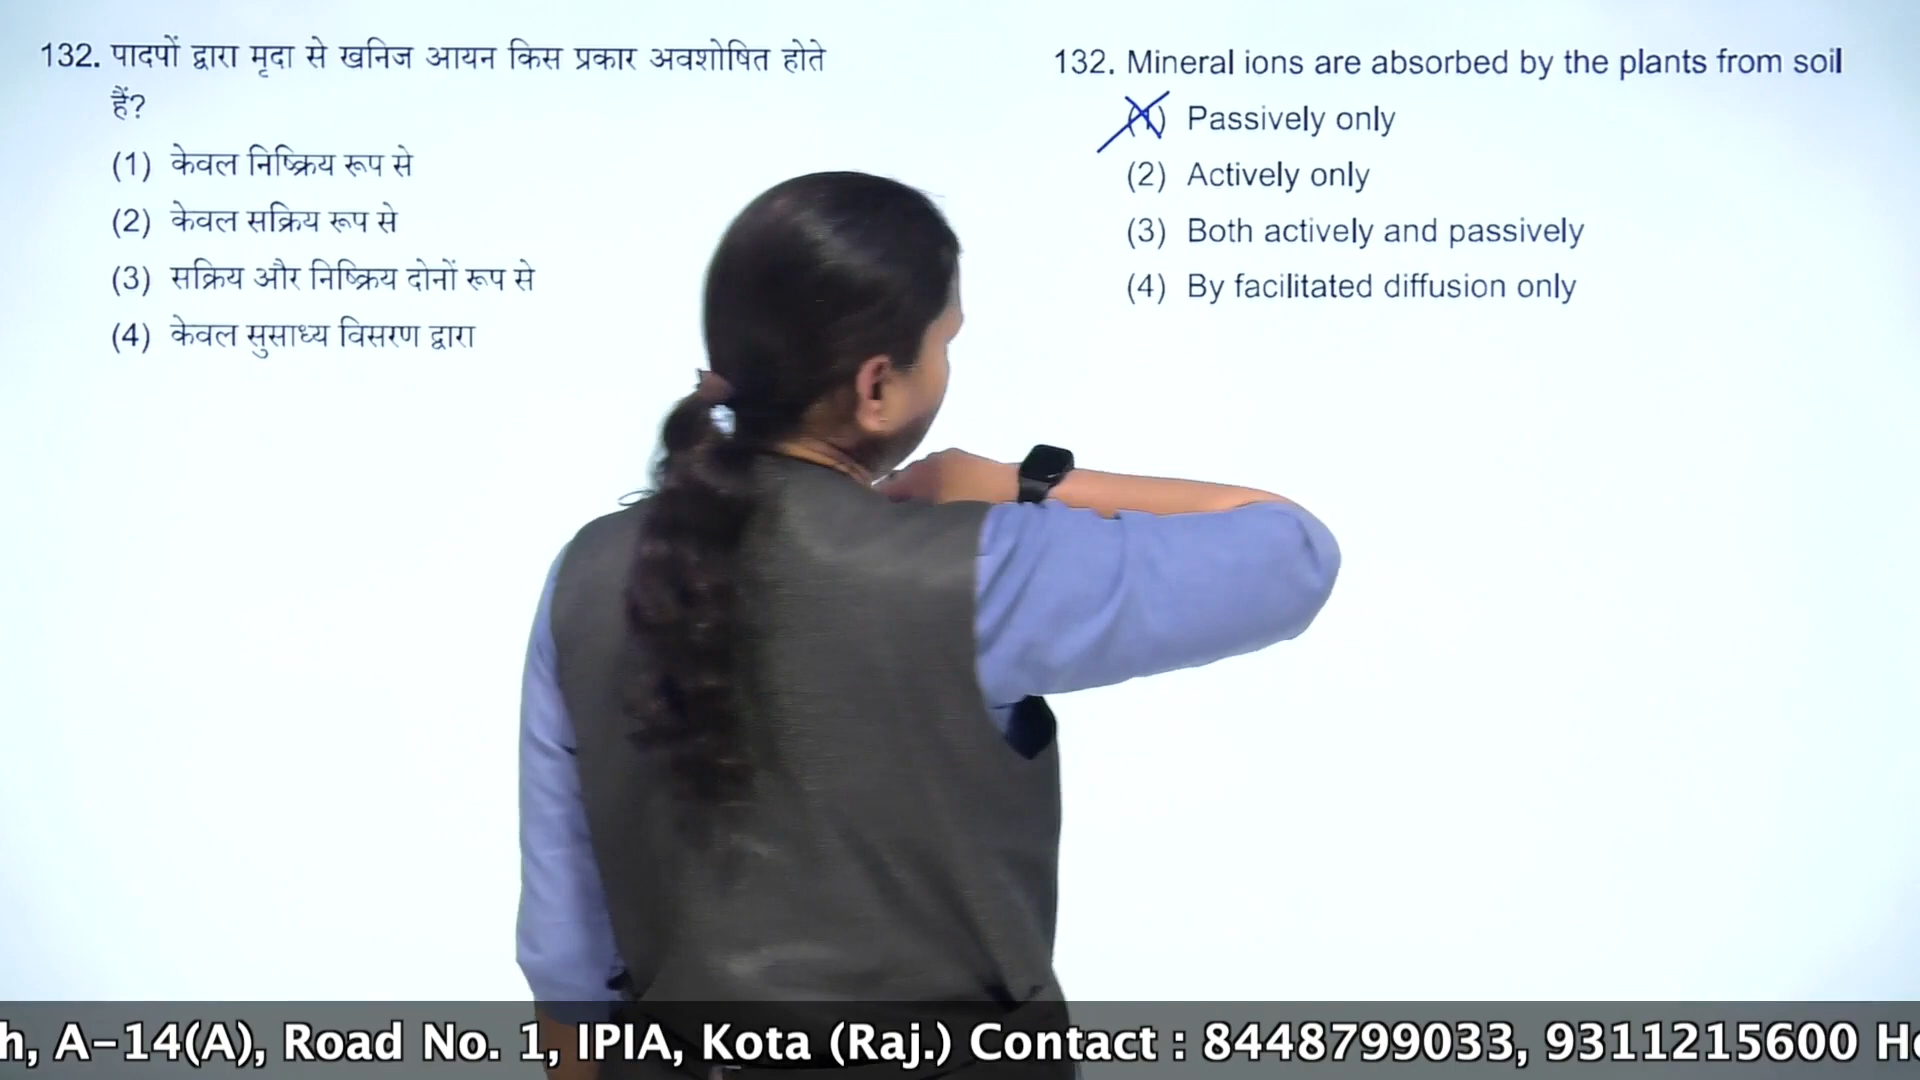 132. पादपों द्वारा मृदा से खनिज आयन किस प्रकार अवशोषित होते
हैं?
(1) केवल निष्क्रिय रूप से
(2) केवल सक्रिय रूप से
(3) सक्रिय और निष्क्रिय दोनों रूप से
(4) केवल सुसाध्य विसरण द्वारा
132. Mineral ions are absorbed by the plants from soil
(1) Passively only
(2) Actively only
(3) Both actively and passively
(4) By facilitated diffusion only
h, A-14(A), Road No. 1, IPIA, Kota (Raj.) Contact : 8448799033, 9311215600 He